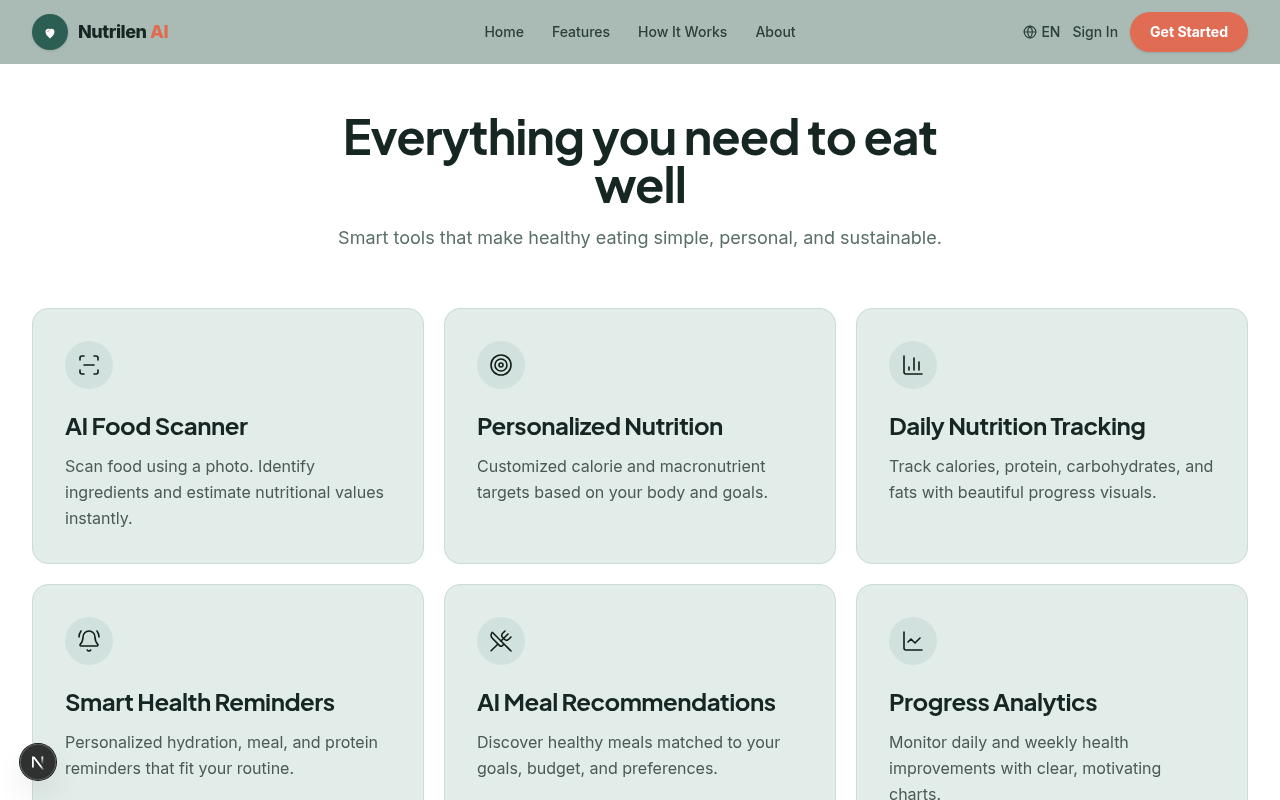 Nutrilen AI
Home
Features
How It Works
About
EN
Sign In
Get Started
Everything you need to eat
well
Smart tools that make healthy eating simple, personal, and sustainable.
AI Food Scanner
Scan food using a photo. Identify
ingredients and estimate nutritional values
instantly.
Personalized Nutrition
Customized calorie and macronutrient
targets based on your body and goals.
Daily Nutrition Tracking
Track calories, protein, carbohydrates, and
fats with beautiful progress visuals.
Smart Health Reminders
Personalized hydration, meal, and protein
reminders that fit your routine.
AI Meal Recommendations
Discover healthy meals matched to your
goals, budget, and preferences.
Progress Analytics
Monitor daily and weekly health
improvements with clear, motivating
charts.
N